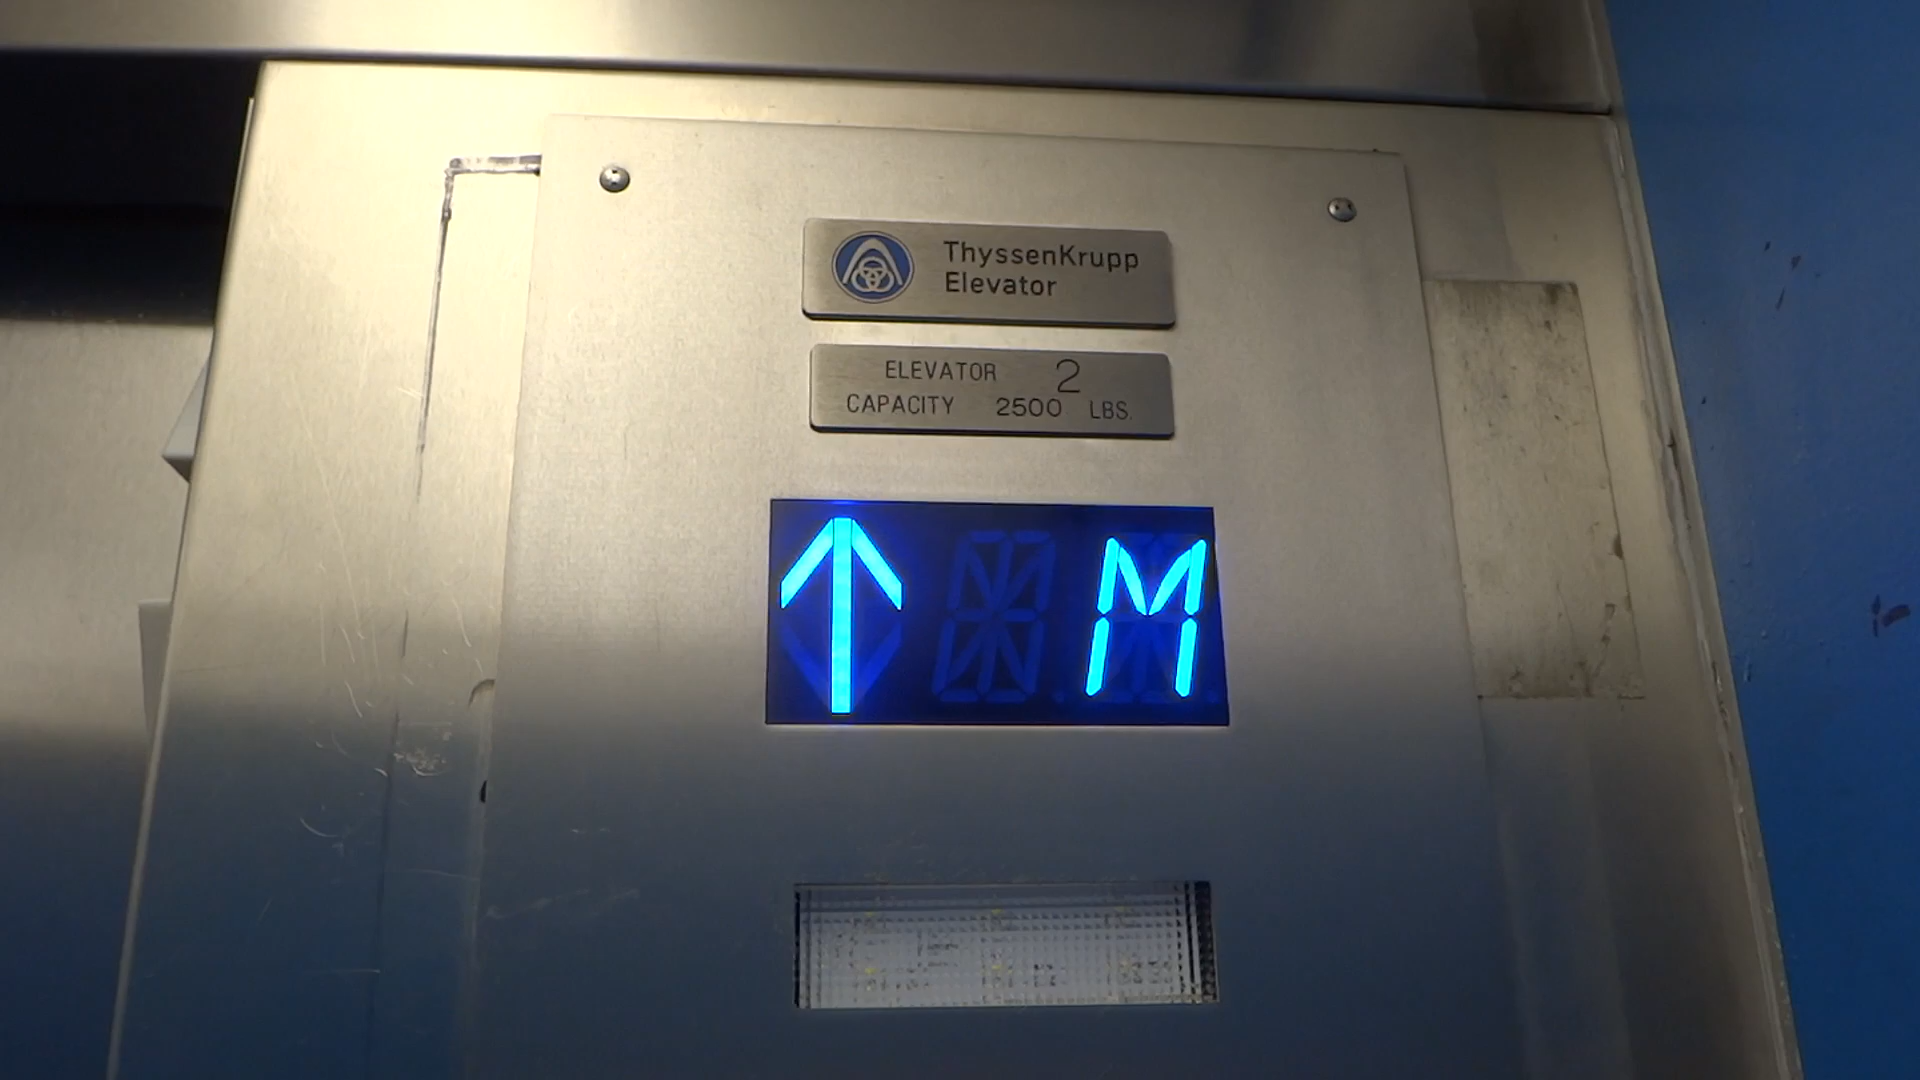 ThyssenKrupp
Elevator
ELEVATOR 2
CAPACITY 2500 LBS.
↑ M